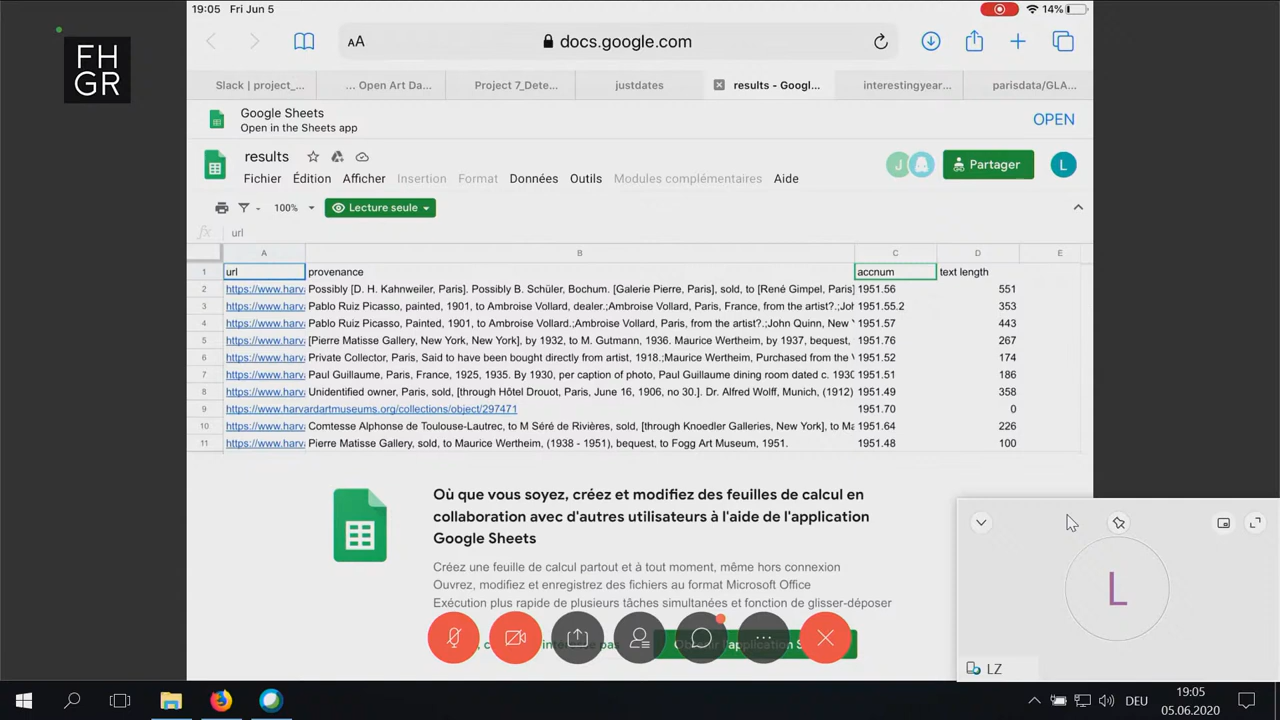 19:05 Fri Jun 5
14%
FH
GR
AA
docs.google.com
Slack | project_...
... Open Art Da...
Project 7_Dete...
justdates
results - Googl...
interestingyear...
parisdata/GLA...
Google Sheets
Open in the Sheets app
OPEN
results
J
Partager
L
Fichier Édition Afficher Insertion Format Données Outils Modules complémentaires Aide
100% Lecture seule
fx url
A B C D E
1 url provenance accnum text length
2 https://www.harva Possibly [D. H. Kahnweiler, Paris]. Possibly B. Schüler, Bochum. [Galerie Pierre, Paris], sold, to [René Gimpel, Paris] 1951.56 551
3 https://www.harva Pablo Ruiz Picasso, painted, 1901, to Ambroise Vollard, dealer.;Ambroise Vollard, Paris, France, from the artist?.;Joh 1951.55.2 353
4 https://www.harva Pablo Ruiz Picasso, Painted, 1901, to Ambroise Vollard.;Ambroise Vollard, Paris, from the artist?.;John Quinn, New 1951.57 443
5 https://www.harva [Pierre Matisse Gallery, New York, New York], by 1932, to M. Gutmann, 1936. Maurice Wertheim, by 1937, bequest, 1951.76 267
6 https://www.harva Private Collector, Paris, Said to have been bought directly from artist, 1918.;Maurice Wertheim, Purchased from the 1951.52 174
7 https://www.harva Paul Guillaume, Paris, France, 1925, 1935. By 1930, per caption of photo, Paul Guillaume dining room dated c. 1930 1951.51 186
8 https://www.harva Unidentified owner, Paris, sold, [through Hôtel Drouot, Paris, June 16, 1906, no 30.]. Dr. Alfred Wolff, Munich, (1912) 1951.49 358
9 https://www.harvardartmuseums.org/collections/object/297471 1951.70 0
10 https://www.harva Comtesse Alphonse de Toulouse-Lautrec, to M Séré de Rivières, sold, [through Knoedler Galleries, New York], to Ma 1951.64 226
11 https://www.harva Pierre Matisse Gallery, sold, to Maurice Wertheim, (1938 - 1951), bequest, to Fogg Art Museum, 1951. 1951.48 100
Où que vous soyez, créez et modifiez des feuilles de calcul en
collaboration avec d'autres utilisateurs à l'aide de l'application
Google Sheets
Créez une feuille de calcul partout et à tout moment, même hors connexion
Ouvrez, modifiez et enregistrez des fichiers au format Microsoft Office
Exécution plus rapide de plusieurs tâches simultanées et fonction de glisser-déposer
pas
l'application
L
LZ
DEU
19:05
05.06.2020